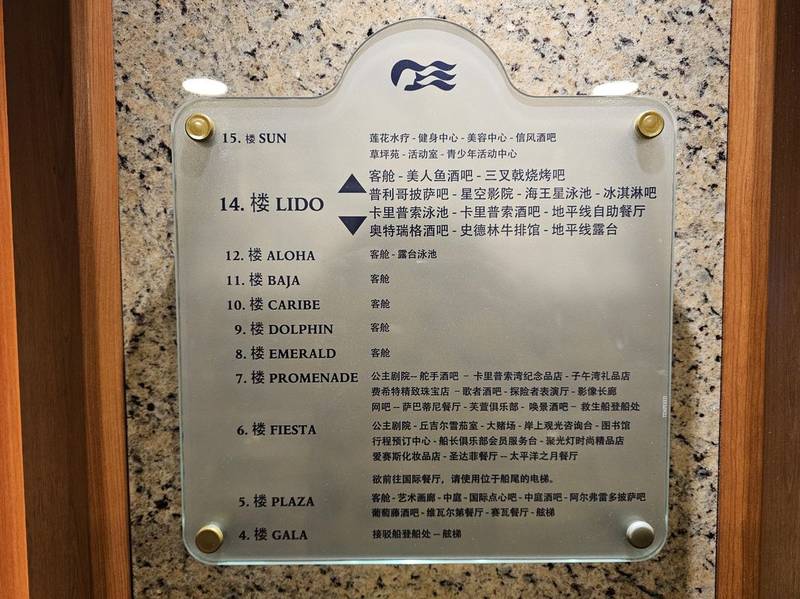 15. 楼 SUN 莲花水疗 - 健身中心 - 美容中心 - 信风酒吧
草坪苑 - 活动室 - 青少年活动中心
14. 楼 LIDO
客舱 - 美人鱼酒吧 - 三叉戟烧烤吧
普利哥披萨吧 - 星空影院 - 海王星泳池 - 冰淇淋吧
卡里普索泳池 - 卡里普索酒吧 - 地平线自助餐厅
奥特瑞格酒吧 - 史德林牛排馆 - 地平线露台
12. 楼 ALOHA 客舱 - 露台泳池
11. 楼 BAJA 客舱
10. 楼 CARIBE 客舱
9. 楼 DOLPHIN 客舱
8. 楼 EMERALD 客舱
7. 楼 PROMENADE 公主剧院 – 舵手酒吧 – 卡里普索湾纪念品店 - 子午湾礼品店
费希特精致珠宝店 – 歌者酒吧 - 探险者表演厅 - 影像长廊
网吧 – 萨巴蒂尼餐厅 - 芙萱俱乐部 - 唤景酒吧 – 救生船登船处
6. 楼 FIESTA 公主剧院 - 丘吉尔雪茄室 - 大赌场 - 岸上观光咨询台 - 图书馆
行程预订中心 - 船长俱乐部会员服务台 - 聚光灯时尚精品店
爱赛斯化妆品店 - 圣达菲餐厅 – 太平洋之月餐厅
欲前往国际餐厅，请使用位于船尾的电梯。
5. 楼 PLAZA 客舱 - 艺术画廊 - 中庭 - 国际点心吧 - 中庭酒吧 - 阿尔弗雷多披萨吧
葡萄藤酒吧 - 维瓦尔第餐厅 - 赛瓦餐厅 - 舷梯
4. 楼 GALA 接驳船登船处 – 舷梯